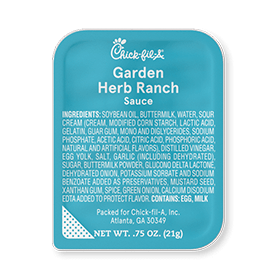 Chick-fil-A
Garden
Herb Ranch
Sauce
INGREDIENTS: SOYBEAN OIL, BUTTERMILK, WATER, SOUR
CREAM (CREAM, MODIFIED CORN STARCH, LACTIC ACID,
GELATIN, GUAR GUM, MONO AND DIGLYCERIDES, SODIUM
PHOSPHATE, ACETIC ACID, CITRIC ACID, PHOSPHORIC ACID,
NATURAL AND ARTIFICIAL FLAVORS), DISTILLED VINEGAR,
EGG YOLK, SALT, GARLIC (INCLUDING DEHYDRATED),
SUGAR, BUTTERMILK POWDER, GLUCONO DELTA LACTONE,
DEHYDRATED ONION, POTASSIUM SORBATE AND SODIUM
BENZOATE ADDED AS PRESERVATIVES, MUSTARD SEED,
XANTHAN GUM, SPICE, GREEN ONION, CALCIUM DISODIUM
EDTA ADDED TO PROTECT FLAVOR. CONTAINS: EGG, MILK
Packed for Chick-fil-A, Inc.
Atlanta, GA 30349
NET WT. .75 OZ. (21g)